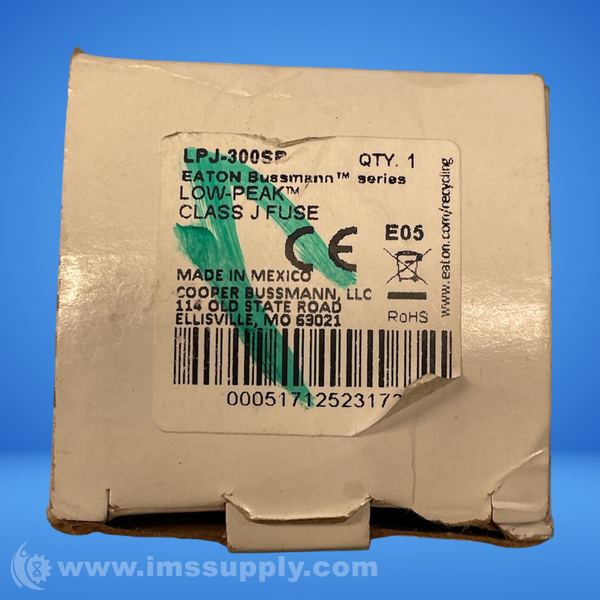 LPJ-300SP QTY. 1
EATON Bussmann™ series
LOW-PEAK™
CLASS J FUSE
CE
E05
MADE IN MEXICO
COOPER BUSSMANN, LLC
114 OLD STATE ROAD
ELLISVILLE, MO 63021
RoHS
www.eaton.com/recycling
www.imssupply.com